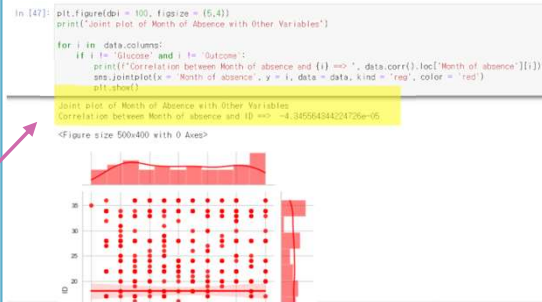 In [47]: plt.figure(dpi = 100, figsize = (5,4))
print("Joint plot of Month of Absence with Other Variables")
for i in data.columns:
if i != 'Glucose' and i != 'Outcome':
print(f"Correlation between Month of absence and {i} ==> ", data.corr().loc['Month of absence'][i])
sns.jointplot(x = 'Month of absence', y = i, data = data, kind = 'reg', color = 'red')
plt.show()
Joint plot of Month of Absence with Other Variables
Correlation between Month of absence and ID ==> -4.345564344224726e-05
<Figure size 500x400 with 0 Axes>
35
30
25
20
ID